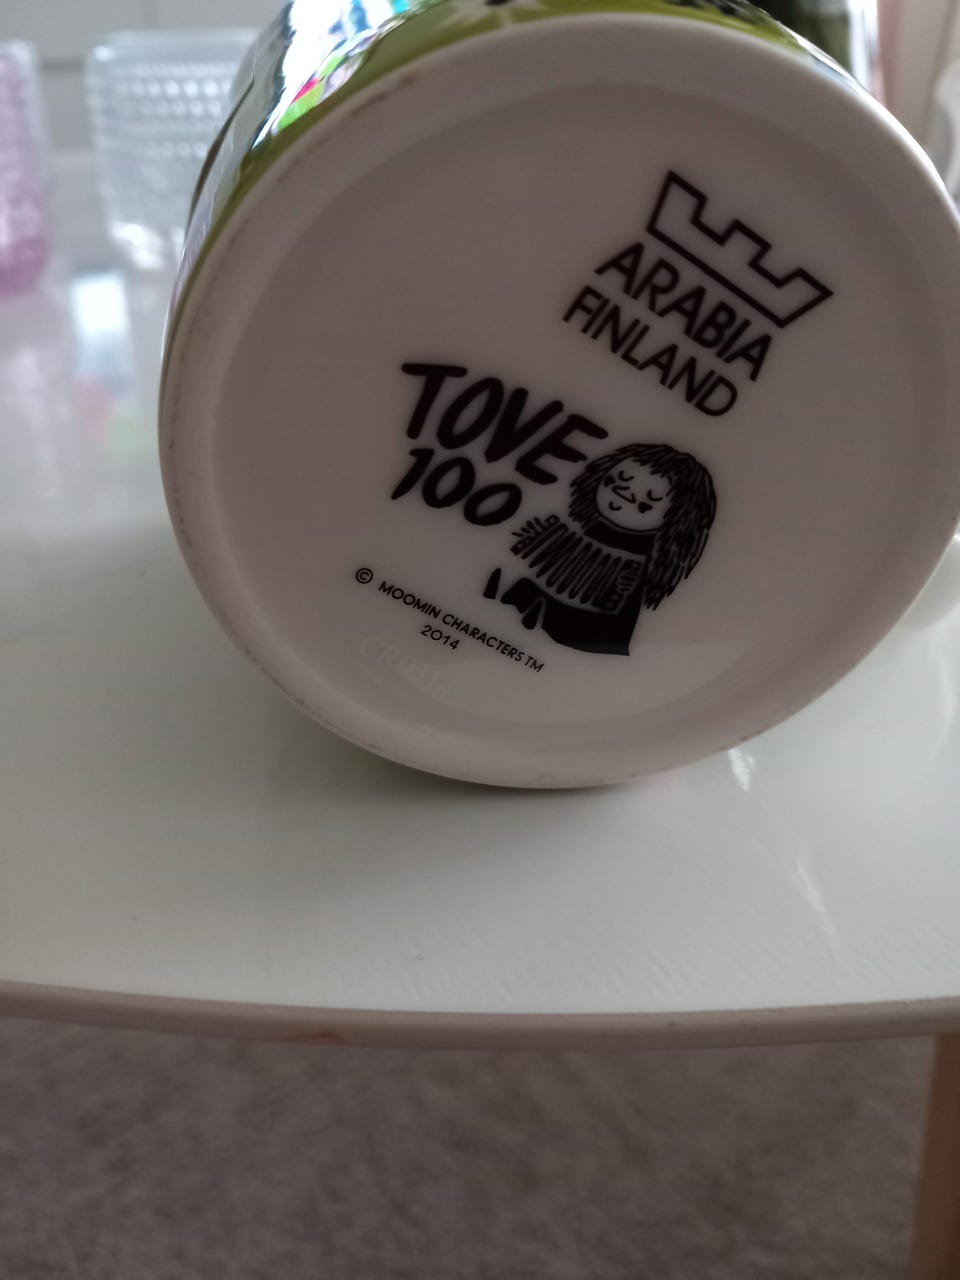 ARABIA
FINLAND
TOVE
100
© MOOMIN CHARACTERS TM
2014